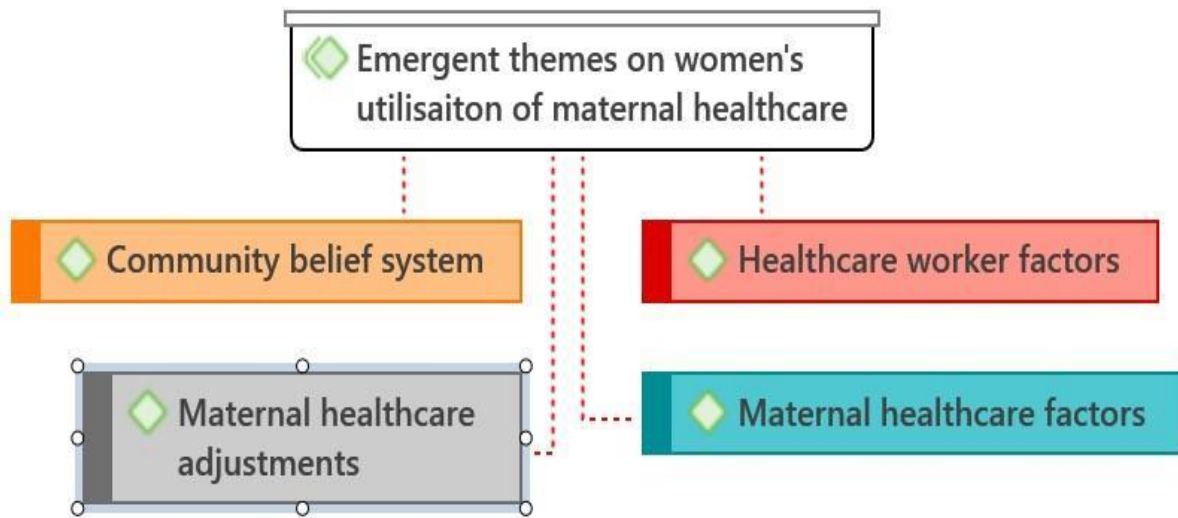 Emergent themes on women's
utilisaiton of maternal healthcare
Community belief system
Healthcare worker factors
Maternal healthcare
adjustments
Maternal healthcare factors